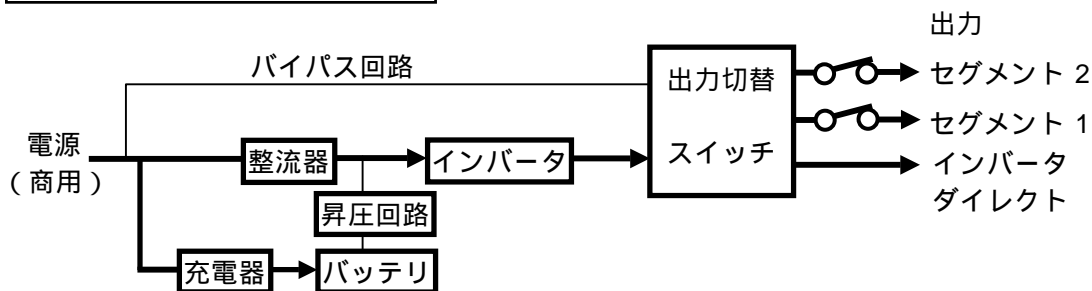 出力
バイパス回路
出力切替
スイッチ
セグメント 2
セグメント 1
インバータ
ダイレクト
電源
（商用）
整流器
インバータ
昇圧回路
充電器
バッテリ